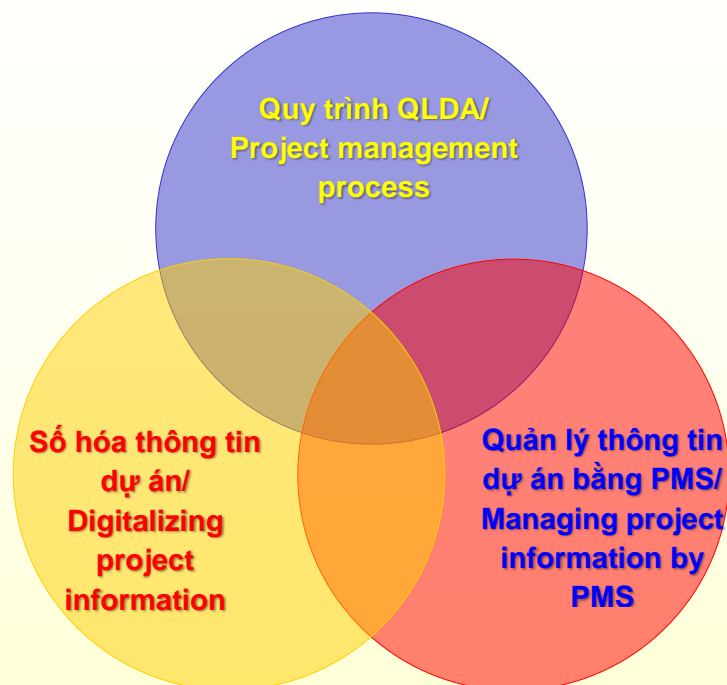 Quy trình QLDA/
Project management
process
Số hóa thông tin
dự án/
Digitalizing
project
information
Quản lý thông tin
dự án bằng PMS/
Managing project
information by
PMS